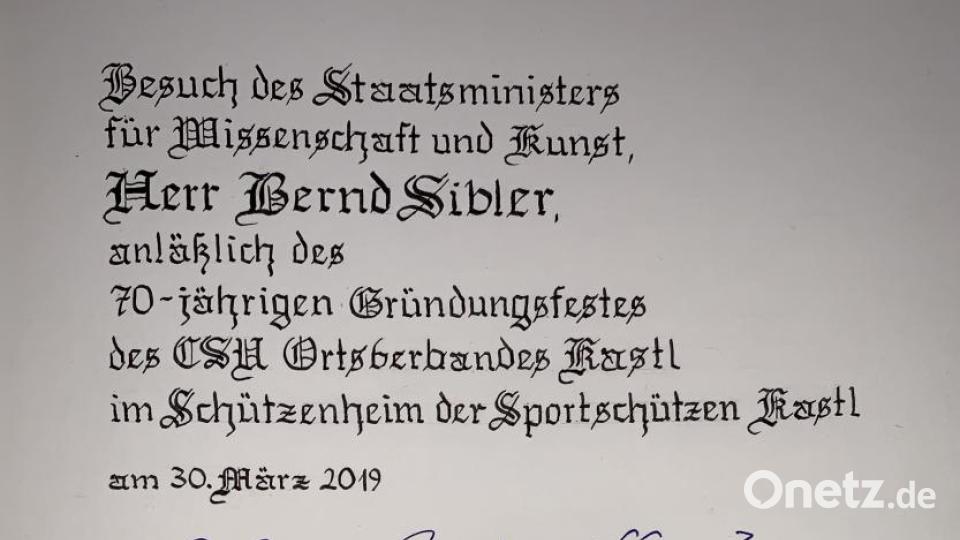 Besuch des Staatsministers
für Wissenschaft und Kunst,
Herr Bernd Sibler,
anläßlich des
70-jährigen Gründungsfestes
des CSU Ortsverbandes Kastl
im Schützenheim der Sportschützen Kastl
am 30. März 2019
Onetz.de